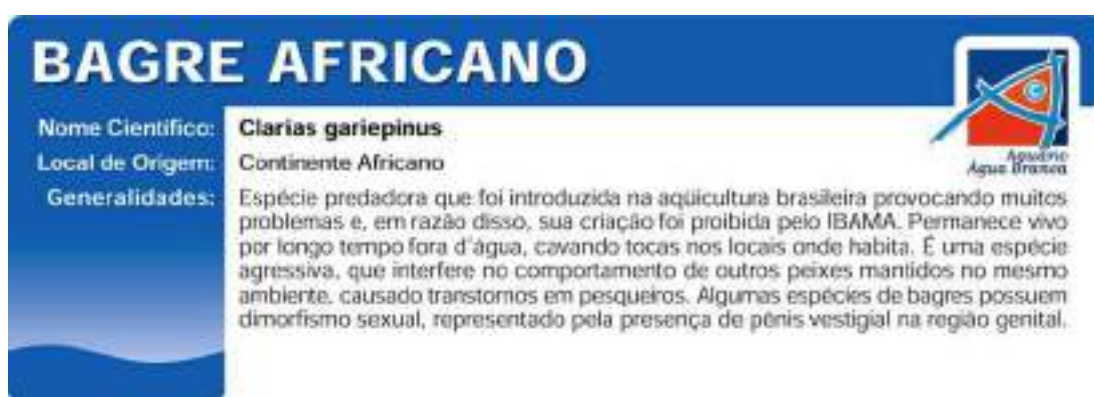 BAGRE AFRICANO
Nome Científico: Clarias gariepinus
Local de Origem: Continente Africano
Generalidades: Espécie predadora que foi introduzida na aqüicultura brasileira provocando muitos
problemas e, em razão disso, sua criação foi proibida pelo IBAMA. Permanece vivo
por longo tempo fora d'água, cavando tocas nos locais onde habita. É uma espécie
agressiva, que interfere no comportamento de outros peixes mantidos no mesmo
ambiente, causado transtornos em pesqueiros. Algumas espécies de bagres possuem
dimorfismo sexual, representado pela presença de pênis vestigial na região genital.
Aquário
Água Branca